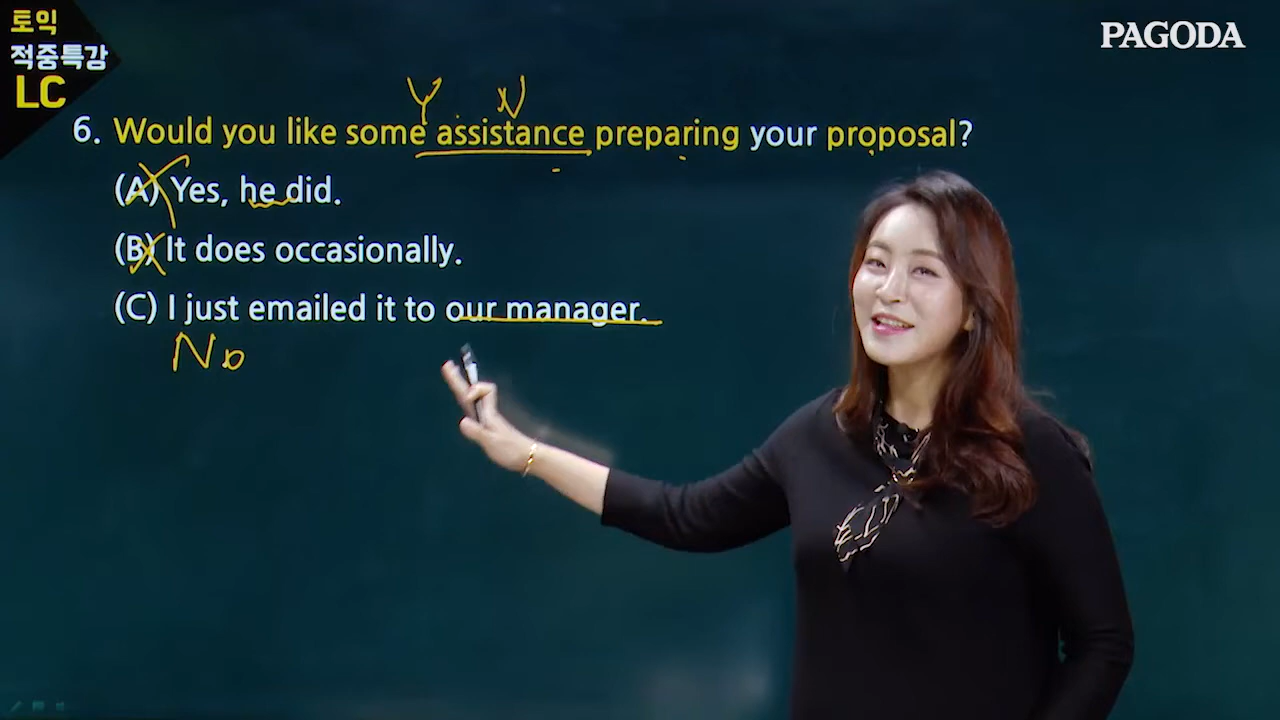 토익
적중특강
LC
PAGODA
Y N
6. Would you like some assistance preparing your proposal?
(A) Yes, he did.
(B) It does occasionally.
(C) I just emailed it to our manager.
No